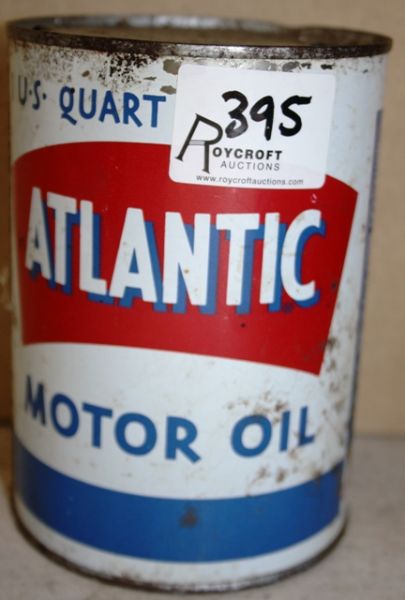 U·S· QUART
395
ROYCROFT
AUCTIONS
www.roycroftauctions.com
ATLANTIC
MOTOR OIL